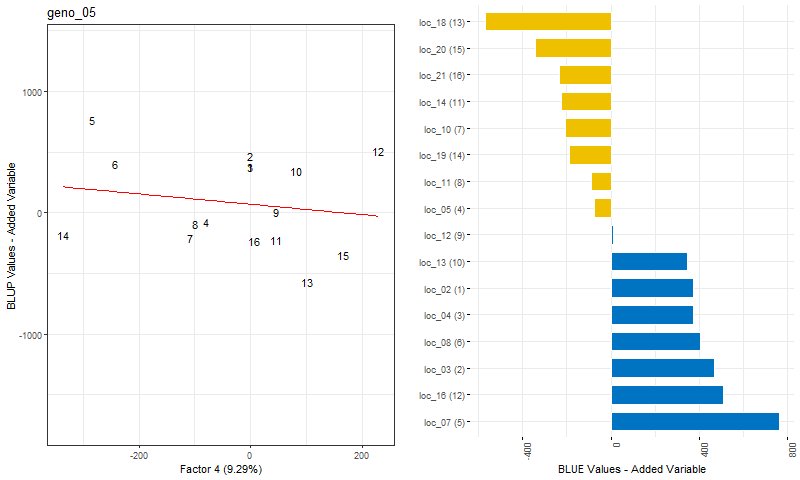 geno_05
BLUP Values - Added Variable
1000
0
-1000
5
6
2
3
12
10
9
14
7
8
4
16
11
15
13
-200
0
200
Factor 4 (9.29%)
loc_18 (13)
loc_20 (15)
loc_21 (16)
loc_14 (11)
loc_10 (7)
loc_19 (14)
loc_11 (8)
loc_05 (4)
loc_12 (9)
loc_13 (10)
loc_02 (1)
loc_04 (3)
loc_08 (6)
loc_03 (2)
loc_16 (12)
loc_07 (5)
-400
0
400
800
BLUE Values - Added Variable